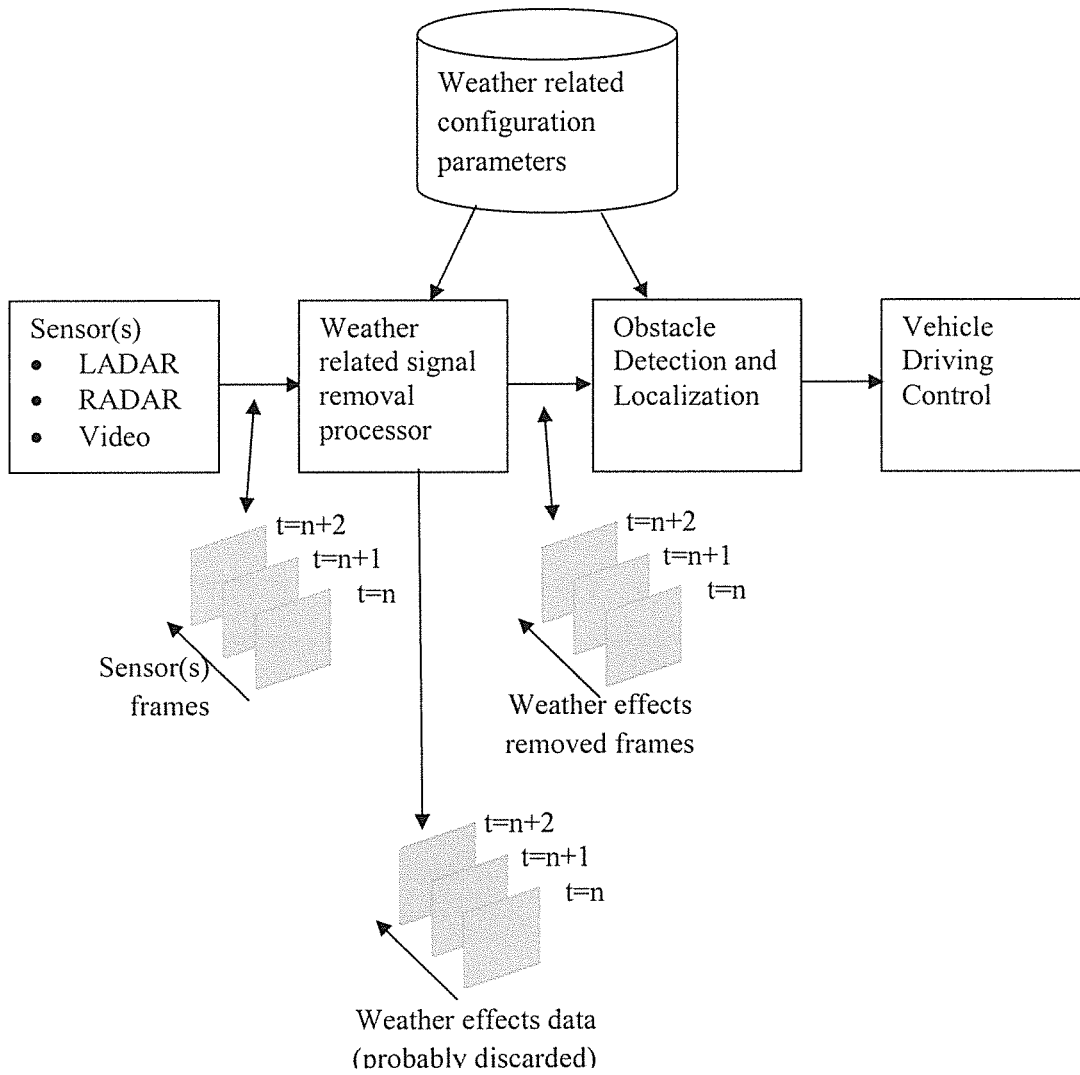 Weather related
configuration
parameters
Sensor(s)
• LADAR
• RADAR
• Video
Weather
related signal
removal
processor
Obstacle
Detection and
Localization
Vehicle
Driving
Control
t=n+2
t=n+1
t=n
Sensor(s)
frames
t=n+2
t=n+1
t=n
Weather effects
removed frames
t=n+2
t=n+1
t=n
Weather effects data
(probably discarded)